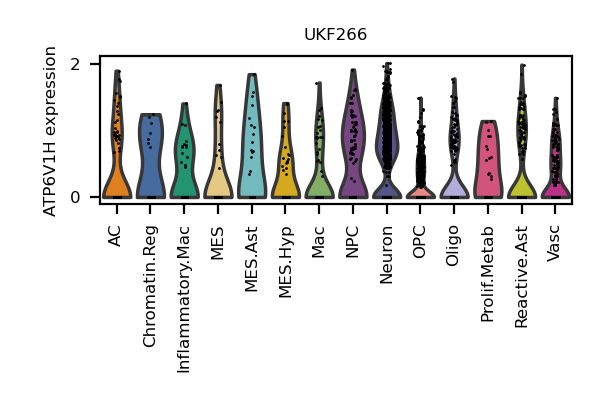 UKF266
ATP6V1H expression
2
0
AC
Chromatin.Reg
Inflammatory.Mac
MES
MES.Ast
MES.Hyp
Mac
NPC
Neuron
OPC
Oligo
Prolif.Metab
Reactive.Ast
Vasc